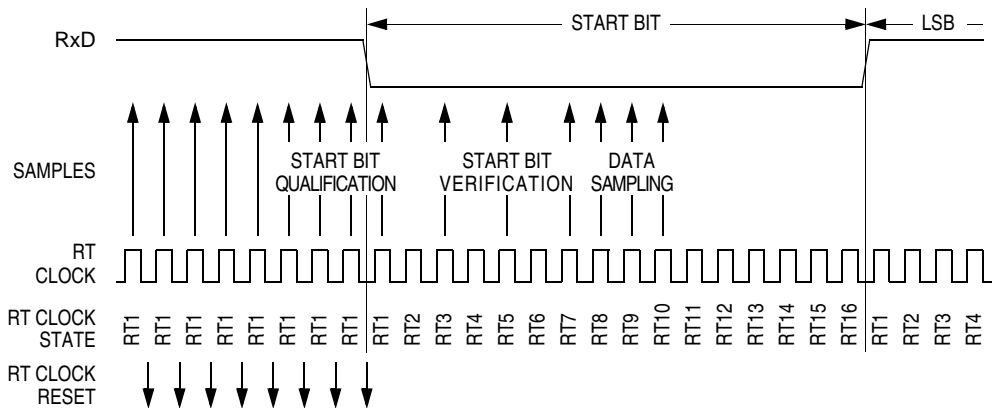 START BIT
LSB
RxD
SAMPLES
START BIT
QUALIFICATION
START BIT
VERIFICATION
DATA
SAMPLING
RT
CLOCK
RT CLOCK
STATE
RT1 RT1 RT1 RT1 RT1 RT1 RT1 RT1 RT1 RT2 RT3 RT4 RT5 RT6 RT7 RT8 RT9 RT10 RT11 RT12 RT13 RT14 RT15 RT16 RT1 RT2 RT3 RT4
RT CLOCK
RESET